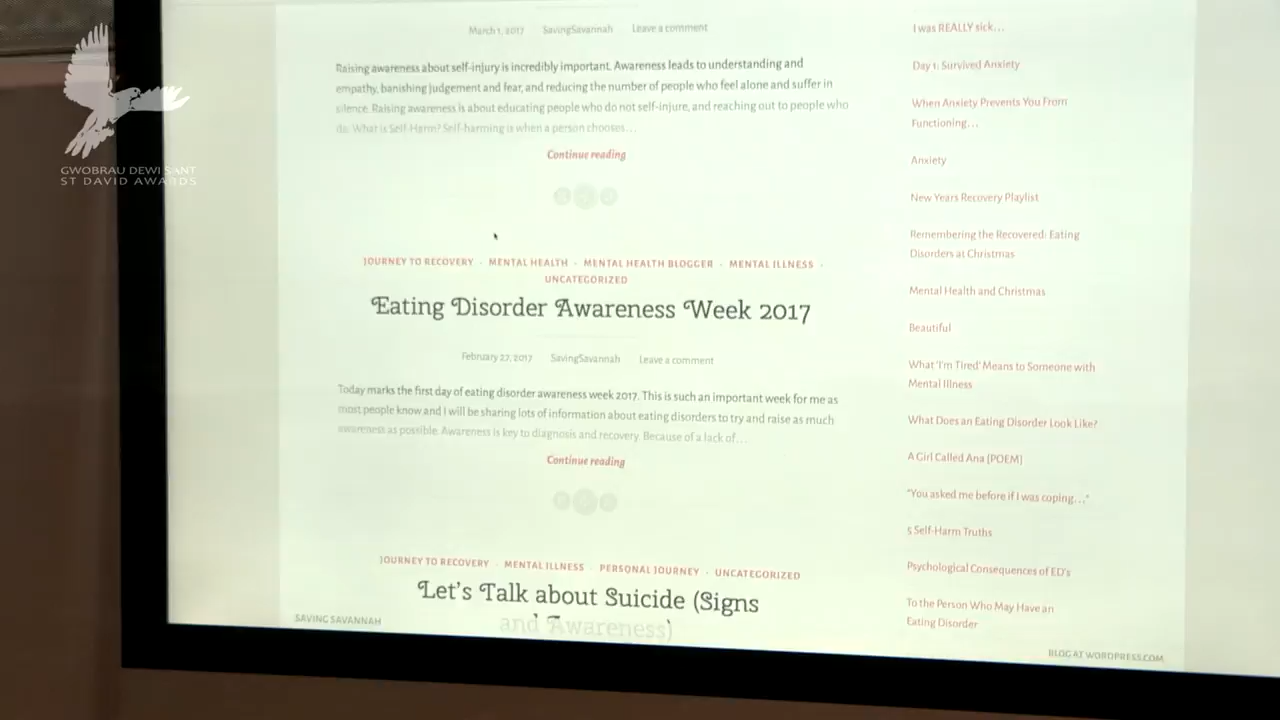 GWOBRAU DEWI SANT
ST DAVID AWARDS
March 1, 2017 SavingSavannah Leave a comment
Raising awareness about self-injury is incredibly important. Awareness leads to understanding and
empathy, banishing judgement and fear, and reducing the number of people who feel alone and suffer in
silence. Raising awareness is about educating people who do not self-injure, and reaching out to people who
do. What is Self-Harm? Self-harming is when a person chooses…
Continue reading
JOURNEY TO RECOVERY · MENTAL HEALTH · MENTAL HEALTH BLOGGER · MENTAL ILLNESS ·
UNCATEGORIZED
Eating Disorder Awareness Week 2017
February 27, 2017 SavingSavannah Leave a comment
Today marks the first day of eating disorder awareness week 2017. This is such an important week for me as
most people know and I will be sharing lots of information about eating disorders to try and raise as much
awareness as possible. Awareness is key to diagnosis and recovery. Because of a lack of…
Continue reading
JOURNEY TO RECOVERY · MENTAL ILLNESS · PERSONAL JOURNEY · UNCATEGORIZED
Let's Talk about Suicide (Signs
and Awareness)
SAVING SAVANNAH
I was REALLY sick…
Day 1: Survived Anxiety
When Anxiety Prevents You From
Functioning…
Anxiety
New Years Recovery Playlist
Remembering the Recovered: Eating
Disorders at Christmas
Mental Health and Christmas
Beautiful
What 'I'm Tired' Means to Someone with
Mental Illness
What Does an Eating Disorder Look Like?
A Girl Called Ana [POEM]
"You asked me before if I was coping…"
5 Self-Harm Truths
Psychological Consequences of ED's
To the Person Who May Have an
Eating Disorder
BLOG AT WORDPRESS.COM